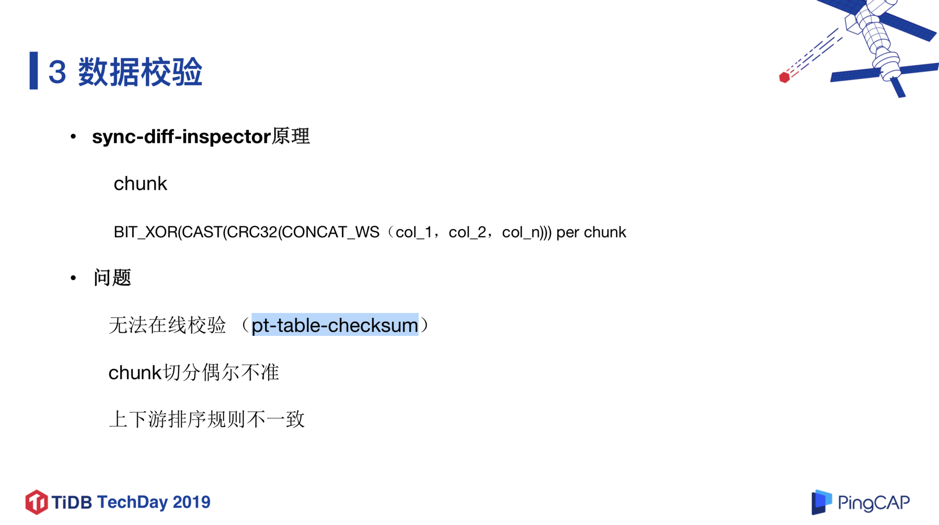 3 数据校验
• sync-diff-inspector原理
chunk
BIT_XOR(CAST(CRC32(CONCAT_WS（col_1，col_2，col_n))) per chunk
• 问题
无法在线校验 （pt-table-checksum）
chunk切分偶尔不准
上下游排序规则不一致
TiDB TechDay 2019
PingCAP